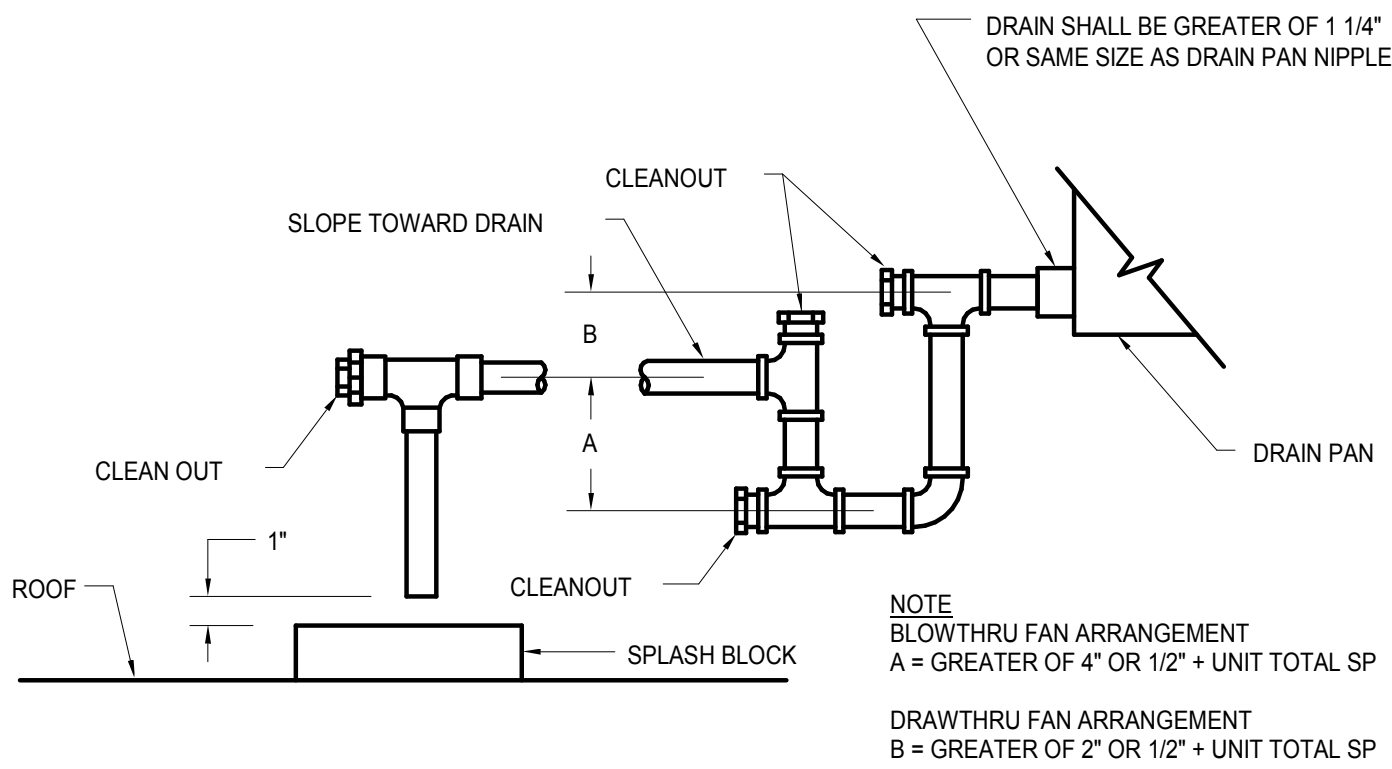 DRAIN SHALL BE GREATER OF 1 1/4"
OR SAME SIZE AS DRAIN PAN NIPPLE
CLEANOUT
SLOPE TOWARD DRAIN
B
A
DRAIN PAN
CLEAN OUT
1"
ROOF
CLEANOUT
SPLASH BLOCK
NOTE
BLOWTHRU FAN ARRANGEMENT
A = GREATER OF 4" OR 1/2" + UNIT TOTAL SP
DRAWTHRU FAN ARRANGEMENT
B = GREATER OF 2" OR 1/2" + UNIT TOTAL SP